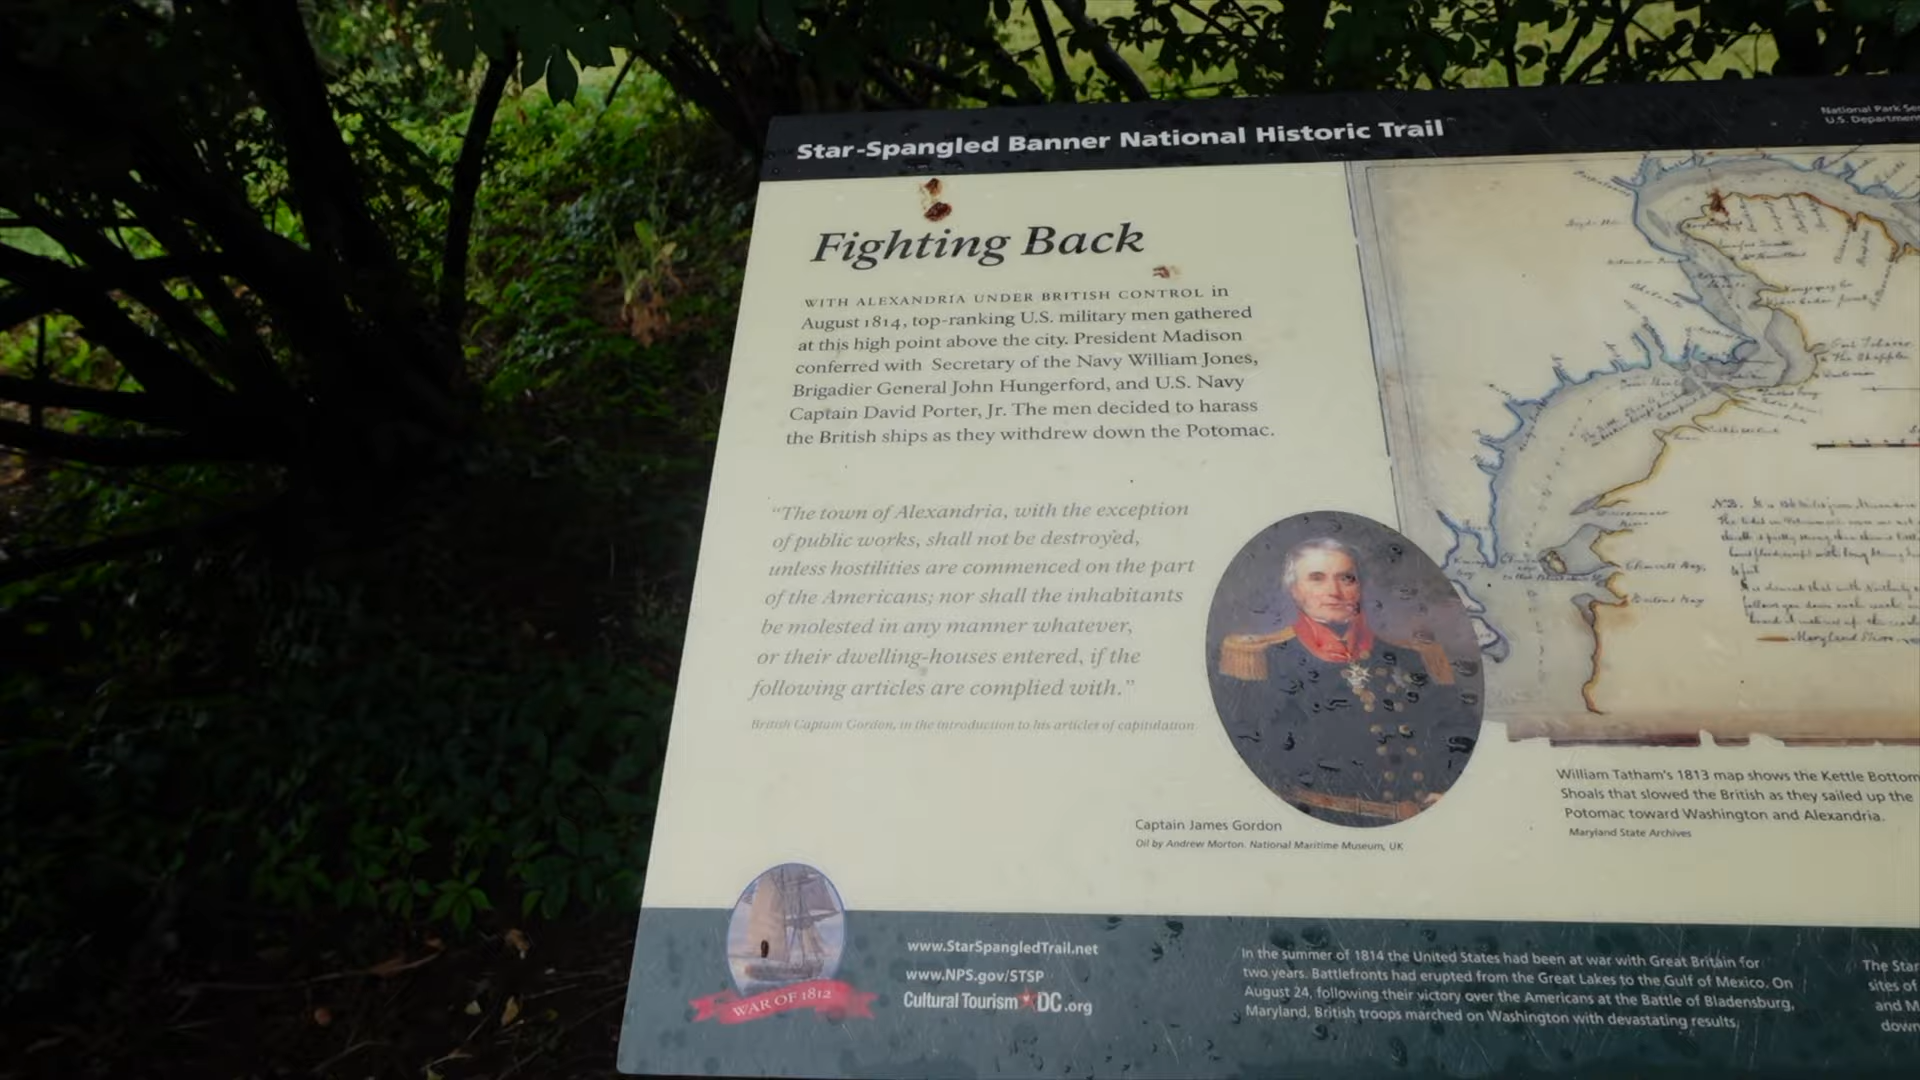 Star-Spangled Banner National Historic Trail
National Park Ser
U.S. Department
Fighting Back
WITH ALEXANDRIA UNDER BRITISH CONTROL in
August 1814, top-ranking U.S. military men gathered
at this high point above the city. President Madison
conferred with Secretary of the Navy William Jones,
Brigadier General John Hungerford, and U.S. Navy
Captain David Porter, Jr. The men decided to harass
the British ships as they withdrew down the Potomac.
“The town of Alexandria, with the exception
of public works, shall not be destroyed,
unless hostilities are commenced on the part
of the Americans; nor shall the inhabitants
be molested in any manner whatever,
or their dwelling-houses entered, if the
following articles are complied with.”
British Captain Gordon, in the introduction to his articles of capitulation
Captain James Gordon
Oil by Andrew Morton. National Maritime Museum, UK
William Tatham's 1813 map shows the Kettle Bottom
Shoals that slowed the British as they sailed up the
Potomac toward Washington and Alexandria.
Maryland State Archives
WAR OF 1812
www.StarSpangledTrail.net
www.NPS.gov/STSP
Cultural Tourism DC.org
In the summer of 1814 the United States had been at war with Great Britain for
two years. Battlefronts had erupted from the Great Lakes to the Gulf of Mexico. On
August 24, following their victory over the Americans at the Battle of Bladensburg,
Maryland, British troops marched on Washington with devastating results.
The Star
sites of
and M
down